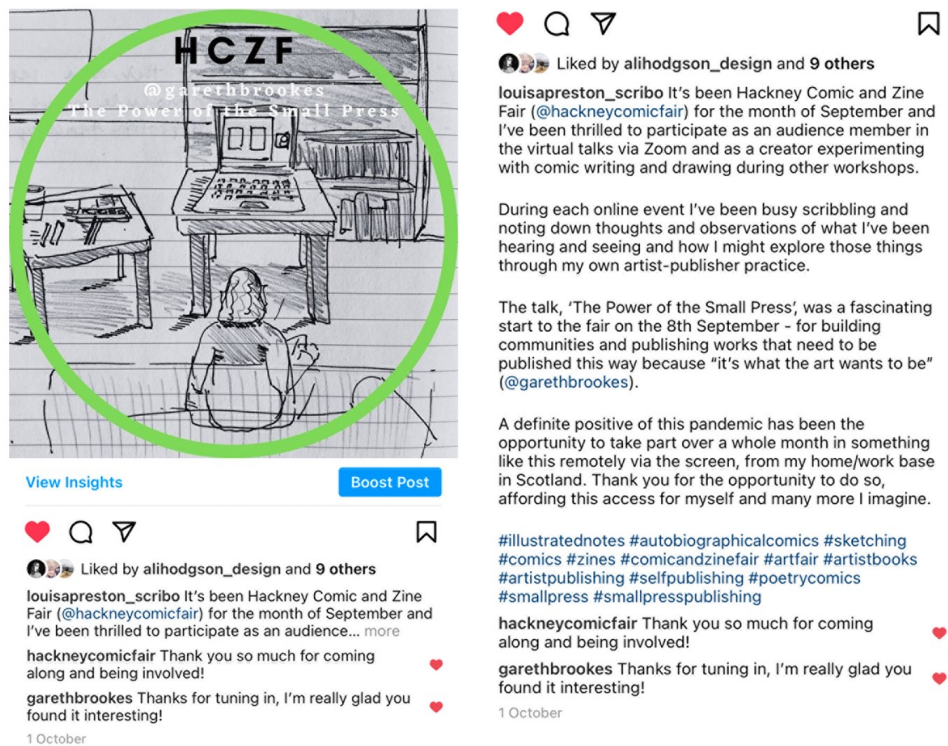 HCZF
@garethbrookes
The Power of the Small Press
View Insights
Boost Post
Liked by alihodgson_design and 9 others
louisapreston_scribo It's been Hackney Comic and Zine
Fair (@hackneycomicfair) for the month of September and
I've been thrilled to participate as an audience... more
hackneycomicfair Thank you so much for coming
along and being involved!
garethbrookes Thanks for tuning in, I'm really glad you
found it interesting!
1 October
Liked by alihodgson_design and 9 others
louisapreston_scribo It's been Hackney Comic and Zine
Fair (@hackneycomicfair) for the month of September and
I've been thrilled to participate as an audience member in
the virtual talks via Zoom and as a creator experimenting
with comic writing and drawing during other workshops.
During each online event I've been busy scribbling and
noting down thoughts and observations of what I've been
hearing and seeing and how I might explore those things
through my own artist-publisher practice.
The talk, 'The Power of the Small Press', was a fascinating
start to the fair on the 8th September - for building
communities and publishing works that need to be
published this way because “it's what the art wants to be”
(@garethbrookes).
A definite positive of this pandemic has been the
opportunity to take part over a whole month in something
like this remotely via the screen, from my home/work base
in Scotland. Thank you for the opportunity to do so,
affording this access for myself and many more I imagine.
#illustratednotes #autobiographicalcomics #sketching
#comics #zines #comicandzinefair #artfair #artistbooks
#artistpublishing #selfpublishing #poetrycomics
#smallpress #smallpresspublishing
hackneycomicfair Thank you so much for coming
along and being involved!
garethbrookes Thanks for tuning in, I'm really glad you
found it interesting!
1 October